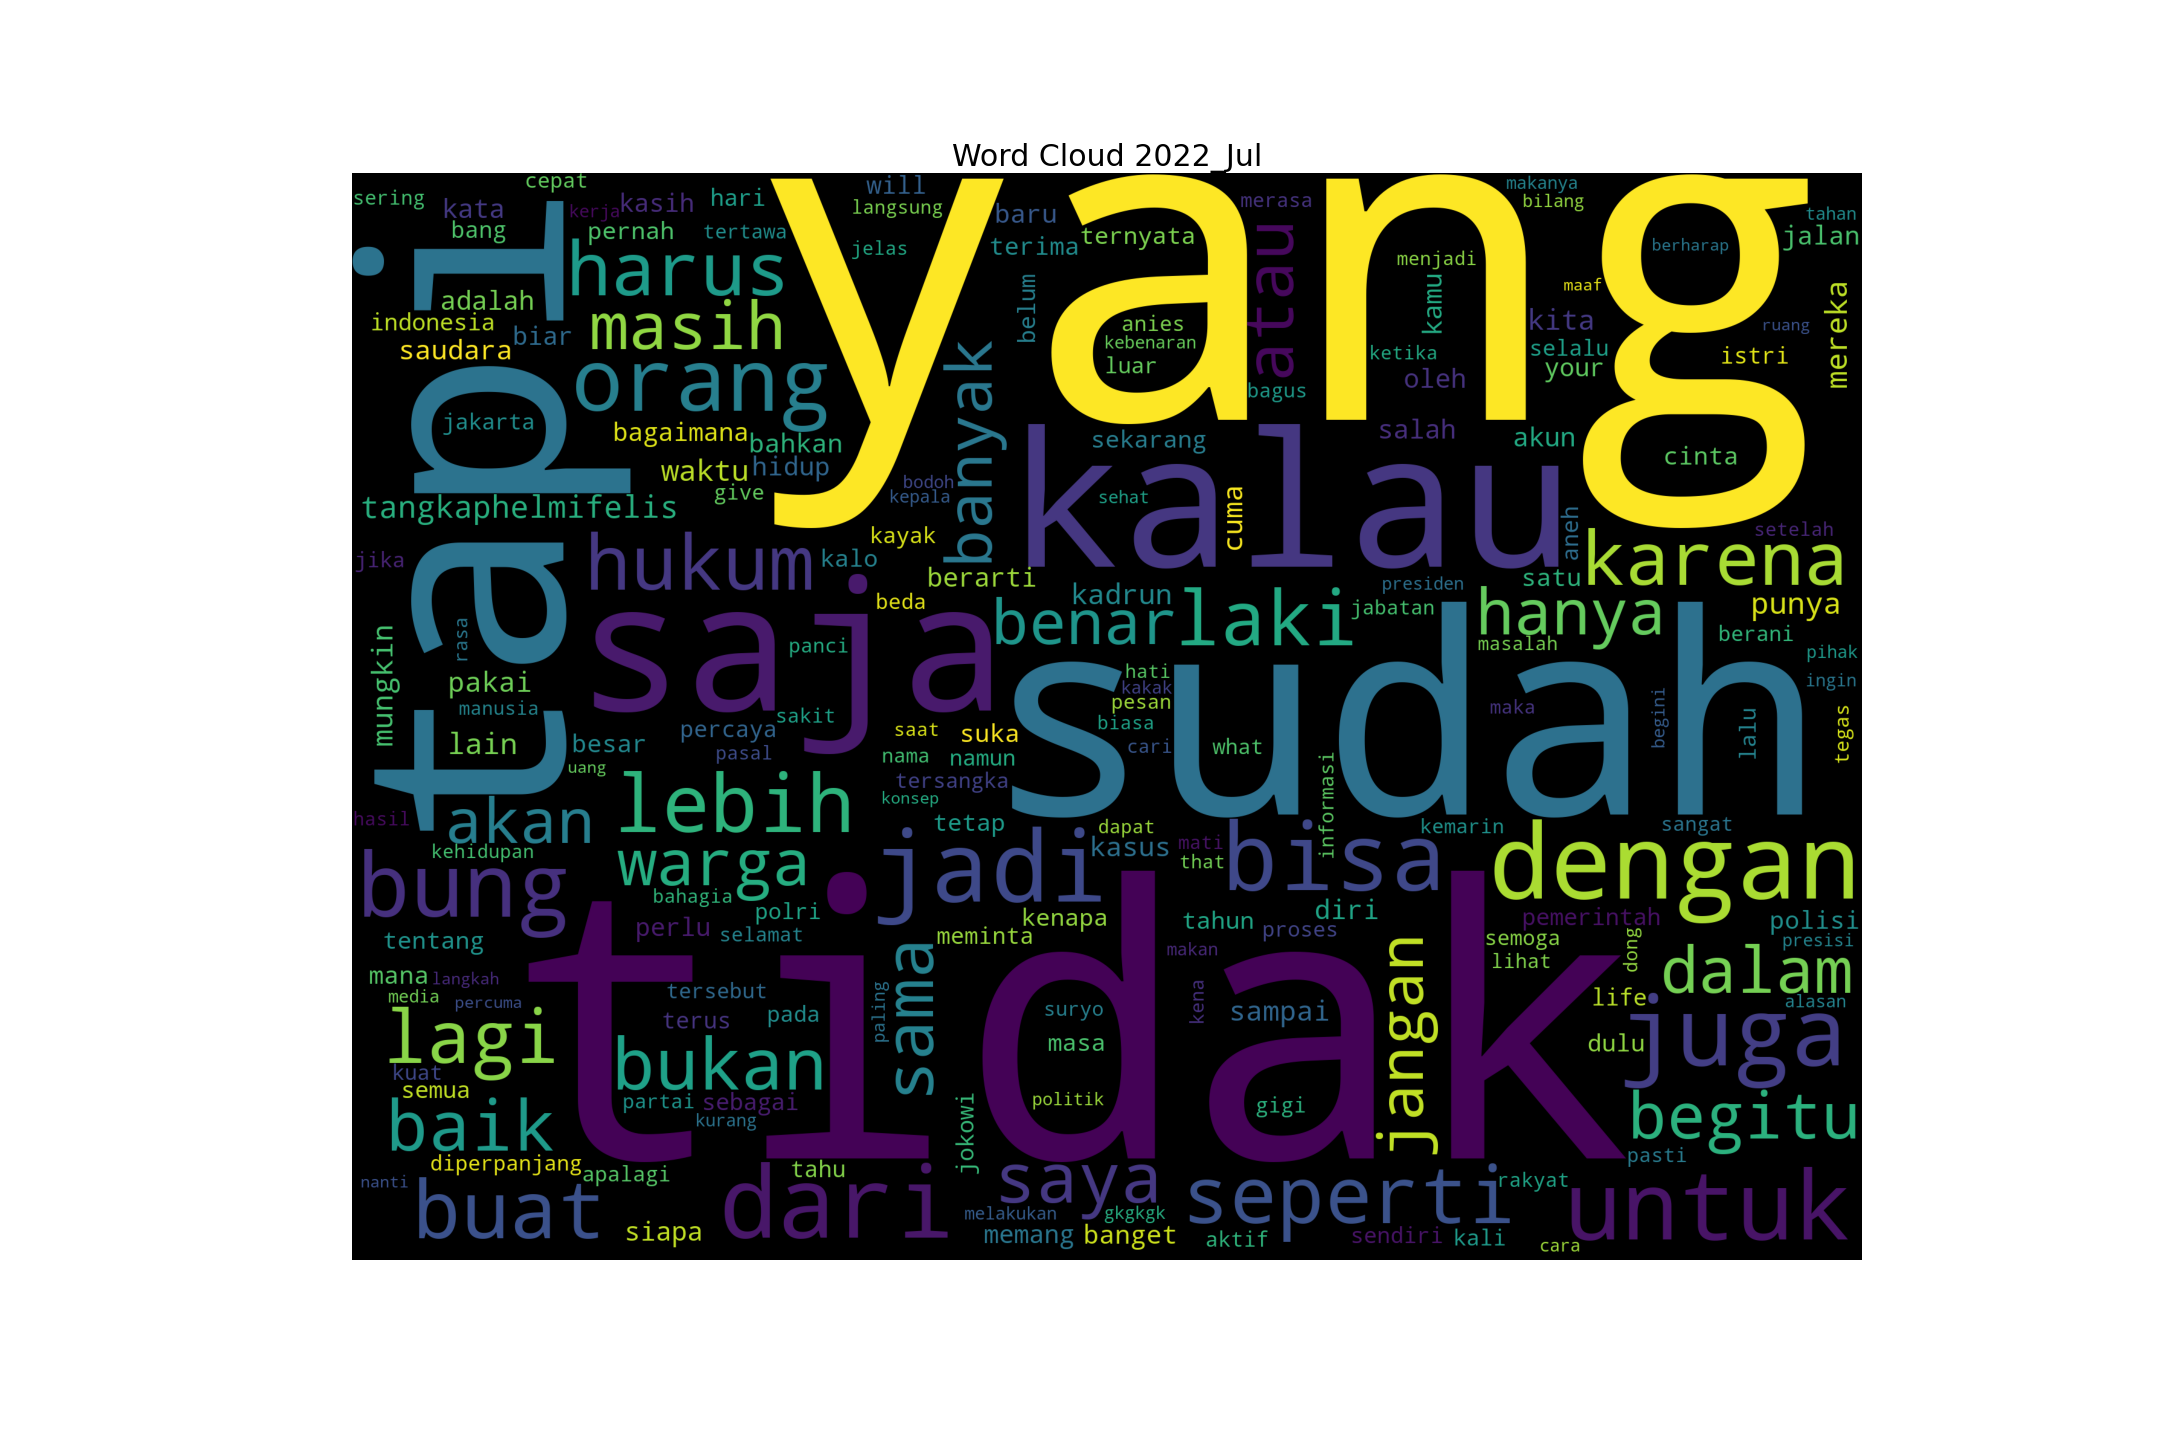 Word Cloud 2022_Jul
yang
tapi
tidak
sudah
kalau
saja
sering
cepat
kata
bang
kerja
kasih
hari
pernah
tertawa
harus
will
langsung
jelas
baru
terima
ternyata
merasa
atau
makanya
bilang
tahan
jalan
berharap
menjadi
maaf
ruang
kamu
kita
mereka
adalah
indonesia
biar
saudara
masih
orang
belum
anies
kebenaran
luar
ketika
selalu
your
istri
oleh
bagus
jakarta
bagaimana
bahkan
waktu
hidup
give
banyak
sekarang
salah
akun
cinta
bodoh
kepala
sehat
cuma
tangkaphelmifelis
kayak
aneh
setelah
jika
hukum
kalo
berarti
karena
beda
kadrun
presiden
satu
jabatan
hanya
punya
benar
laki
masalah
berani
mungkin
rasa
panci
pihak
pakai
hati
kakak
pesan
ingin
manusia
sakit
percaya
pasal
lain
besar
uang
saat
suka
nama
namun
biasa
cari
what
maka
begini
lalu
tegas
tersangka
konsep
informasi
hasil
akan
lebih
tetap
dapat
kasus
mati
that
kemarin
sangat
kehidupan
warga
jadi
bisa
dengan
bung
bahagia
polri
perlu
selamat
kenapa
meminta
tahun
diri
proses
pemerintah
polisi
presisi
tentang
semoga
lihat
dong
makan
mana
langkah
media
percuma
tersebut
terus
pada
paling
sama
suryo
masa
kena
sampai
jangan
dalam
life
alasan
dulu
juga
lagi
kuat
semua
bukan
partai
sebagai
kurang
politik
gigi
baik
begitu
jokowi
diperpanjang
apalagi
tahu
pasti
nanti
buat
siapa
dari
saya
melakukan
gkgkgk
memang
banget
seperti
rakyat
aktif
sendiri
kali
cara
untuk